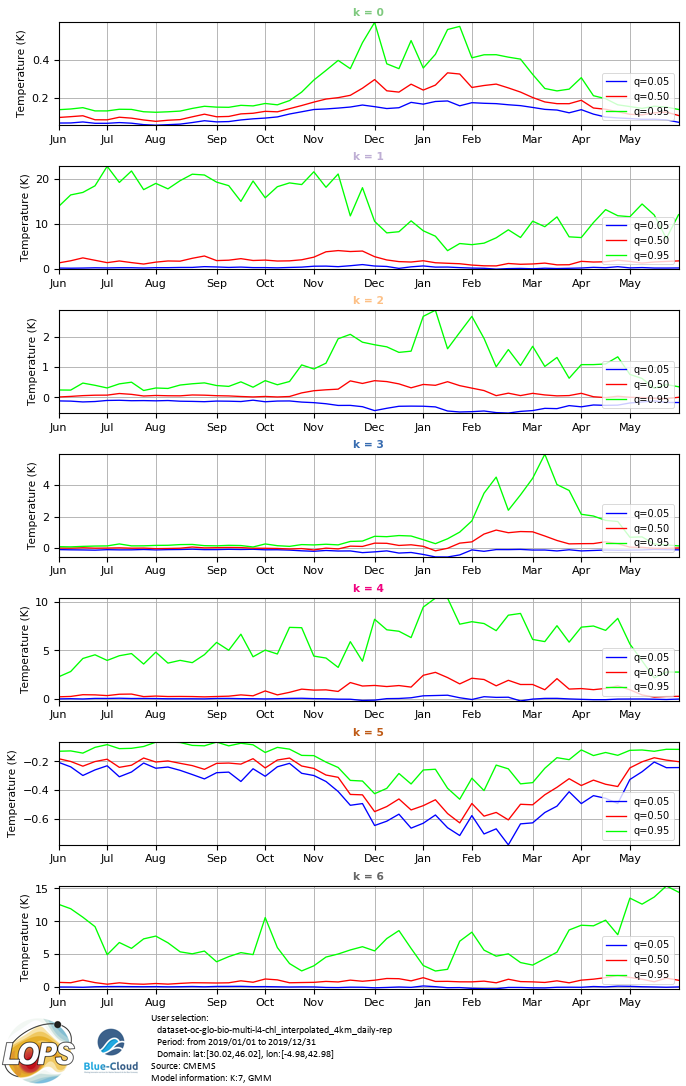 k = 0
Temperature (K)
0.4
0.2
q=0.05
q=0.50
q=0.95
Jun Jul Aug Sep Oct Nov Dec Jan Feb Mar Apr May
k = 1
Temperature (K)
20
10
0
q=0.05
q=0.50
q=0.95
Jun Jul Aug Sep Oct Nov Dec Jan Feb Mar Apr May
k = 2
Temperature (K)
2
1
0
q=0.05
q=0.50
q=0.95
Jun Jul Aug Sep Oct Nov Dec Jan Feb Mar Apr May
k = 3
Temperature (K)
4
2
0
q=0.05
q=0.50
q=0.95
Jun Jul Aug Sep Oct Nov Dec Jan Feb Mar Apr May
k = 4
Temperature (K)
10
5
0
q=0.05
q=0.50
q=0.95
Jun Jul Aug Sep Oct Nov Dec Jan Feb Mar Apr May
k = 5
Temperature (K)
−0.2
−0.4
−0.6
q=0.05
q=0.50
q=0.95
Jun Jul Aug Sep Oct Nov Dec Jan Feb Mar Apr May
k = 6
Temperature (K)
15
10
5
0
q=0.05
q=0.50
q=0.95
Jun Jul Aug Sep Oct Nov Dec Jan Feb Mar Apr May
LOPS
Blue-Cloud
User selection:
dataset-oc-glo-bio-multi-l4-chl_interpolated_4km_daily-rep
Period: from 2019/01/01 to 2019/12/31
Domain: lat:[30.02,46.02], lon:[-4.98,42.98]
Source: CMEMS
Model information: K:7, GMM